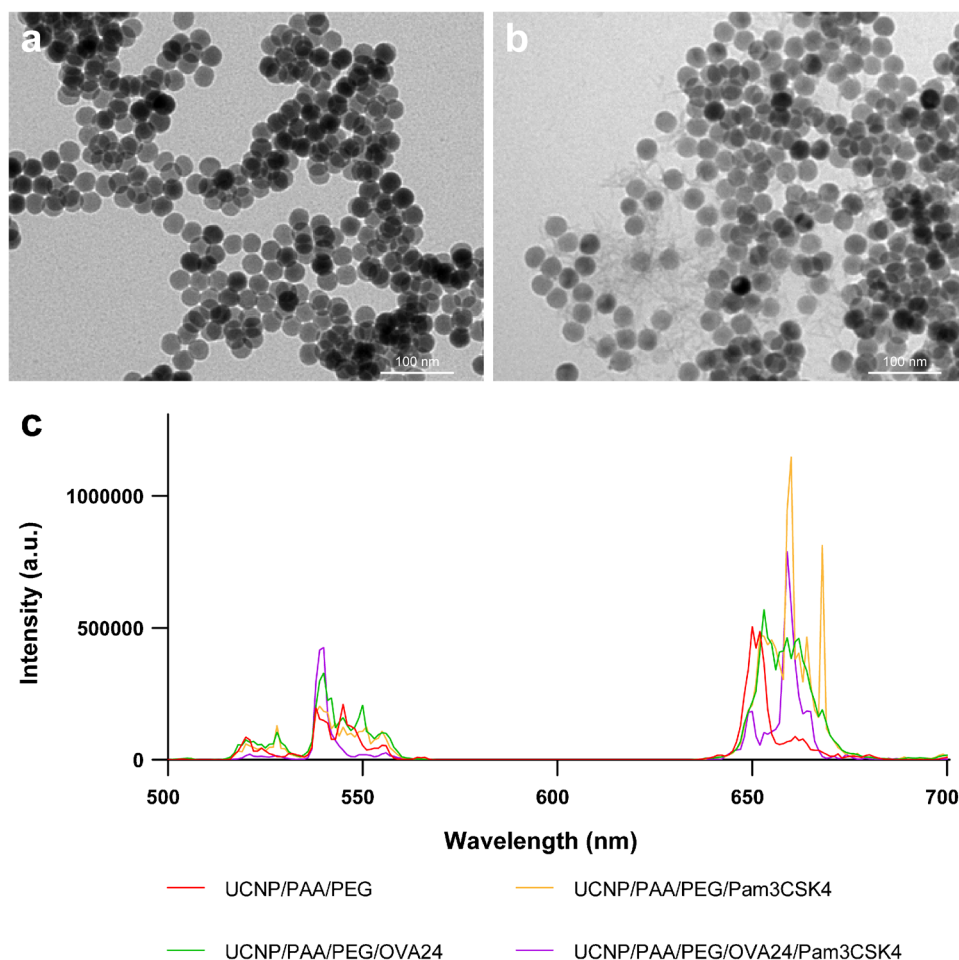 a
b
100 nm
100 nm
c
1000000
500000
0
Intensity (a.u.)
500
550
600
650
700
Wavelength (nm)
UCNP/PAA/PEG
UCNP/PAA/PEG/Pam3CSK4
UCNP/PAA/PEG/OVA24
UCNP/PAA/PEG/OVA24/Pam3CSK4